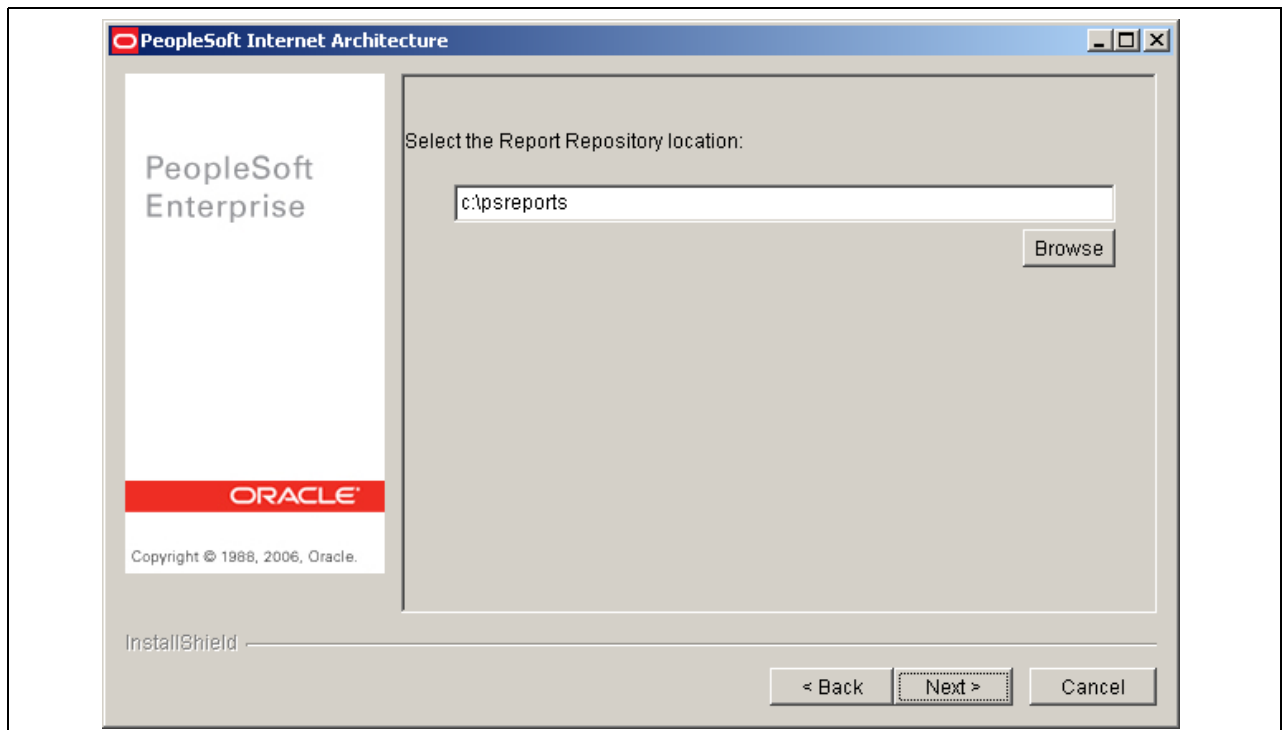 PeopleSoft Internet Architecture
PeopleSoft
Enterprise
ORACLE
Copyright © 1988, 2006, Oracle.
Select the Report Repository location:
c:\psreports
Browse
InstallShield
< Back
Next >
Cancel